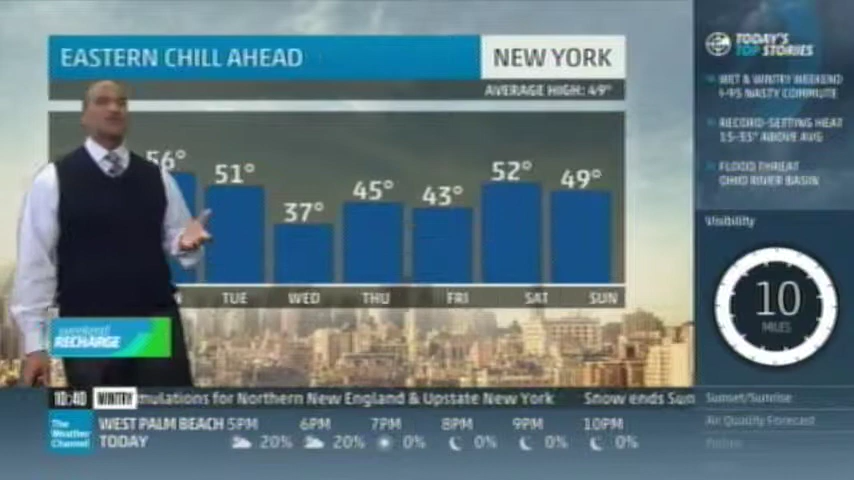 EASTERN CHILL AHEAD
NEW YORK
AVERAGE HIGH: 49°
56° 51° 37° 45° 43° 52° 49°
N TUE WED THU FRI SAT SUN
TODAY'S
TOP STORIES
WET & WINTRY WEEKEND
I-95 NASTY COMMUTE
RECORD-SETTING HEAT
ABOVE AVG
FLOOD THREAT
OHIO RIVER BASIN
Visibility
10
MILES
weekend
RECHARGE
10:40 WINTRY mulations for Northern New England & Upstate New York Snow ends Sun
The
Weather
Channel
WEST PALM BEACH 5PM 6PM 7PM 8PM 9PM 10PM
TODAY 20% 20% 0% 0% 0% 0%
Sunset/Sunrise
Air Quality Forecast